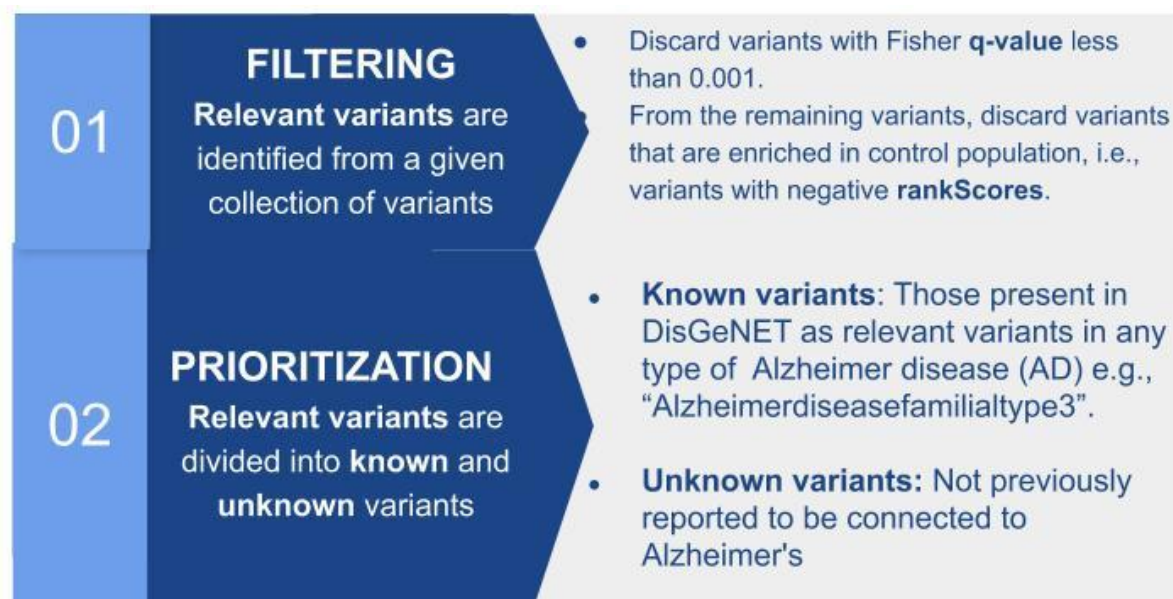 01
FILTERING
Relevant variants are
identified from a given
collection of variants
• Discard variants with Fisher q-value less
than 0.001.
• From the remaining variants, discard variants
that are enriched in control population, i.e.,
variants with negative rankScores.
02
PRIORITIZATION
Relevant variants are
divided into known and
unknown variants
• Known variants: Those present in
DisGeNET as relevant variants in any
type of Alzheimer disease (AD) e.g.,
“Alzheimerdiseasefamilialtype3”.
• Unknown variants: Not previously
reported to be connected to
Alzheimer's